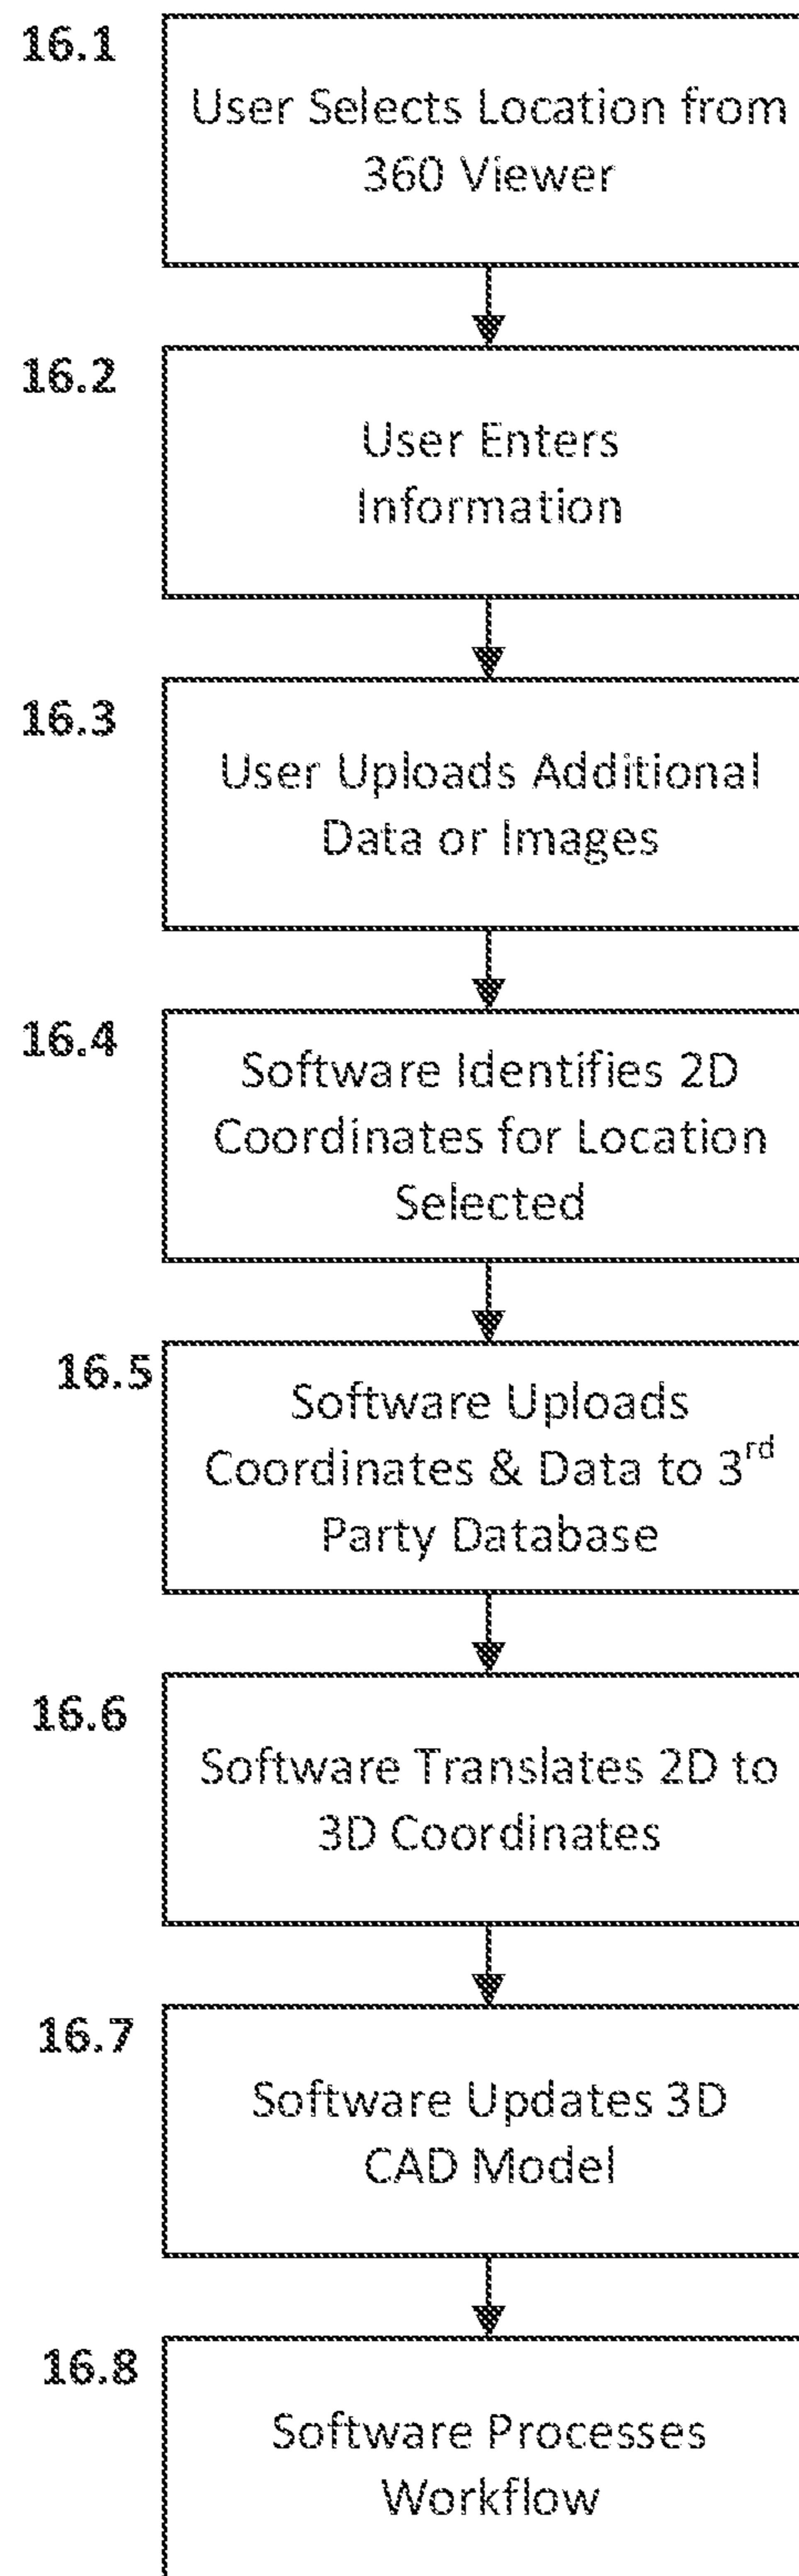 16.1
User Selects Location from
360 Viewer
16.2
User Enters
Information
16.3
User Uploads Additional
Data or Images
16.4
Software Identifies 2D
Coordinates for Location
Selected
16.5
Software Uploads
Coordinates & Data to 3rd
Party Database
16.6
Software Translates 2D to
3D Coordinates
16.7
Software Updates 3D
CAD Model
16.8
Software Processes
Workflow